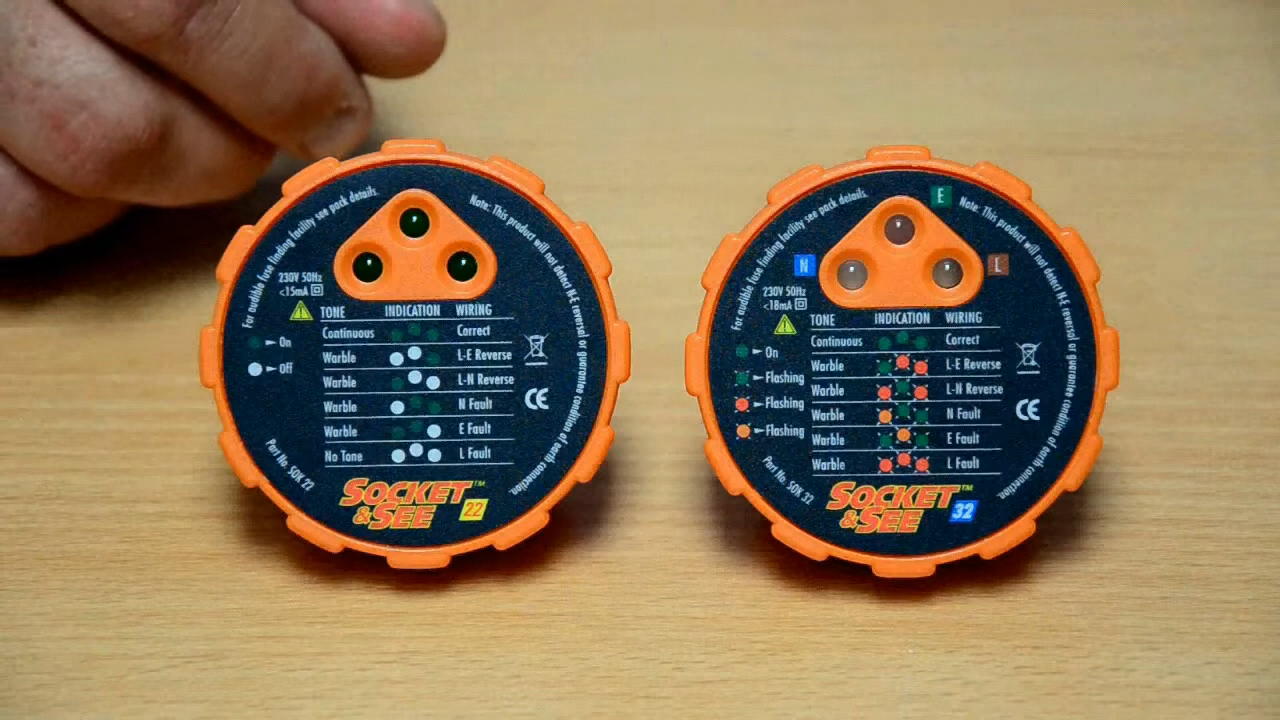 For audible fuse finding facility see pack details.
Note: This product will not detect N-E reversal or guarantee condition of earth connection.
230V 50Hz
<15mA
TONE INDICATION WIRING
Continuous Correct
Warble L-E Reverse
Warble L-N Reverse
Warble N Fault
Warble E Fault
No Tone L Fault
On
Off
CE
Part No. SOK 22
SOCKET™
&SEE 22
For audible fuse finding facility see pack details.
E
Note: This product will not detect N-E reversal or guarantee condition of earth connection.
N
L
230V 50Hz
<18mA
TONE INDICATION WIRING
Continuous Correct
Warble L-E Reverse
Warble L-N Reverse
Warble N Fault
Warble E Fault
Warble L Fault
On
Flashing
Flashing
Flashing
CE
Part No. SOK 32
SOCKET™
&SEE 32